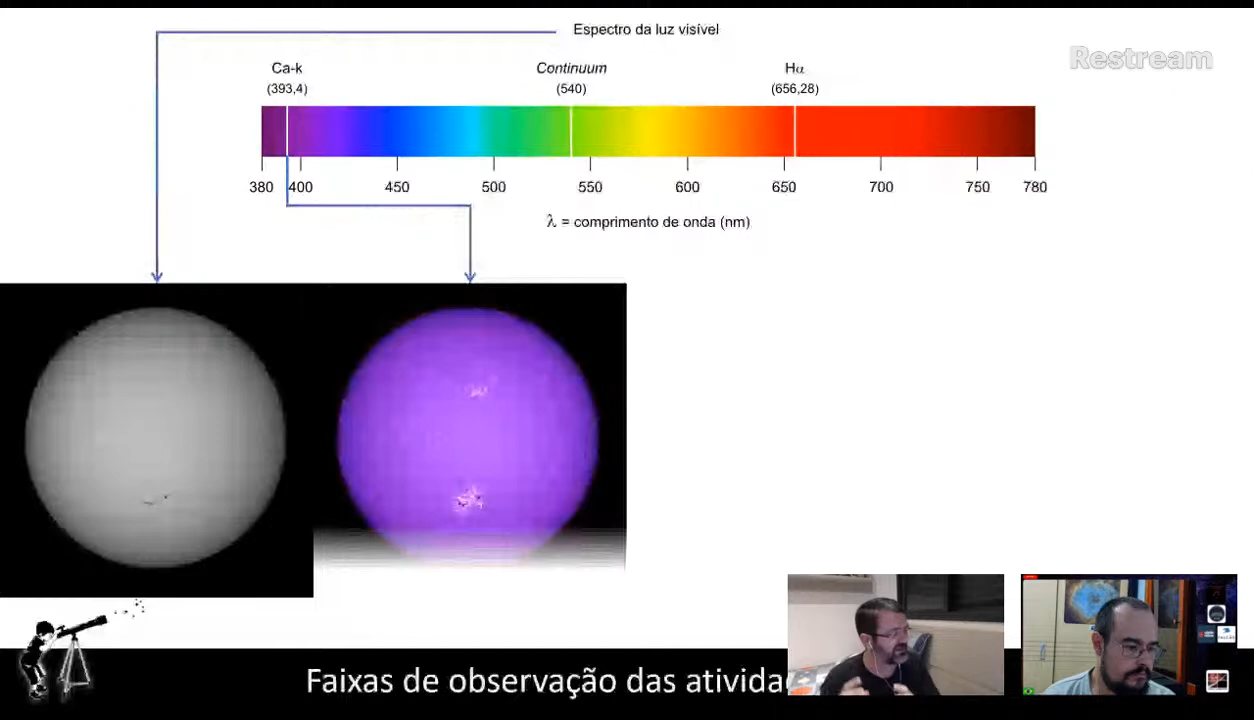 Espectro da luz visível
Restream
Ca-k
Continuum
Hα
(393,4)
(540)
(656,28)
380 400 450 500 550 600 650 700 750 780
λ = comprimento de onda (nm)
Faixas de observação das